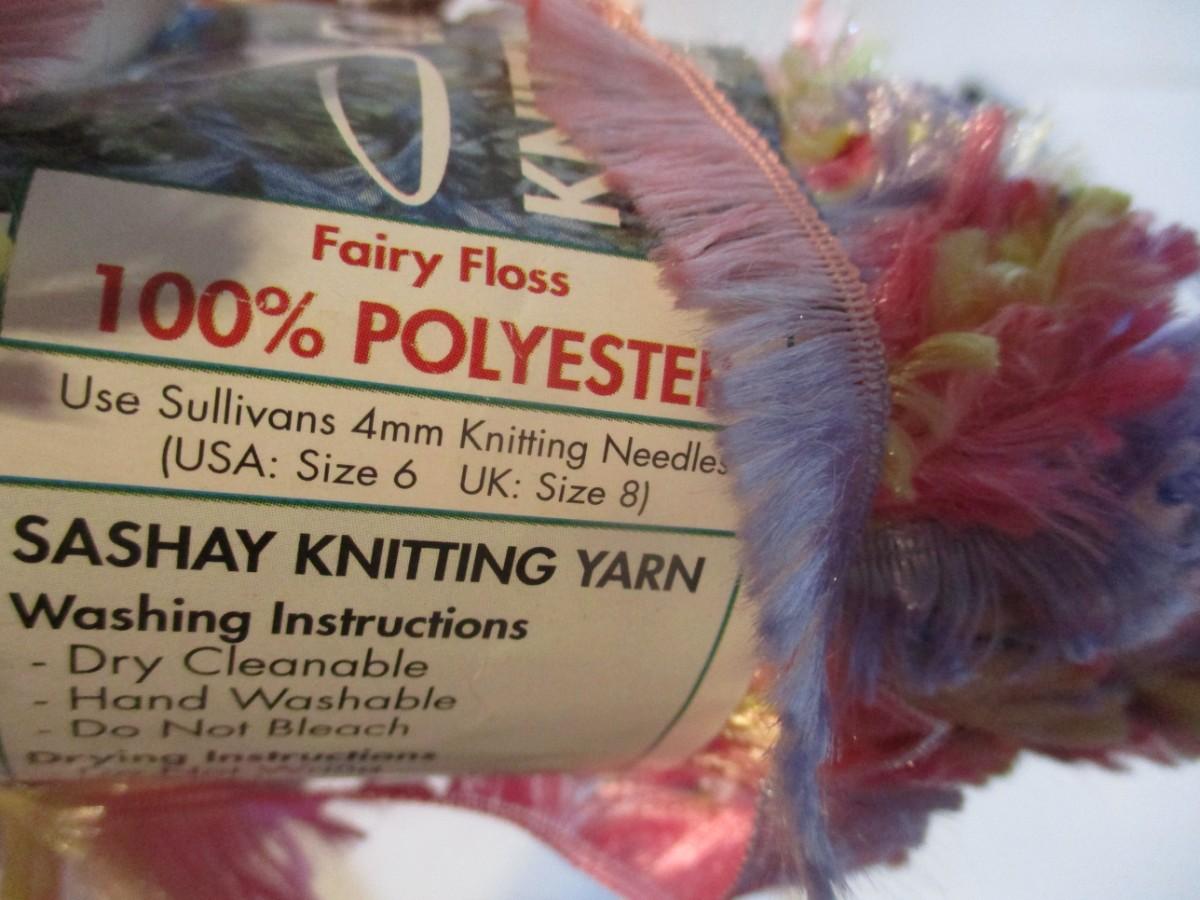 Fairy Floss
100% POLYESTER
Use Sullivans 4mm Knitting Needles
(USA: Size 6 UK: Size 8)
SASHAY KNITTING YARN
Washing Instructions
- Dry Cleanable
- Hand Washable
- Do Not Bleach
Drying Instructions